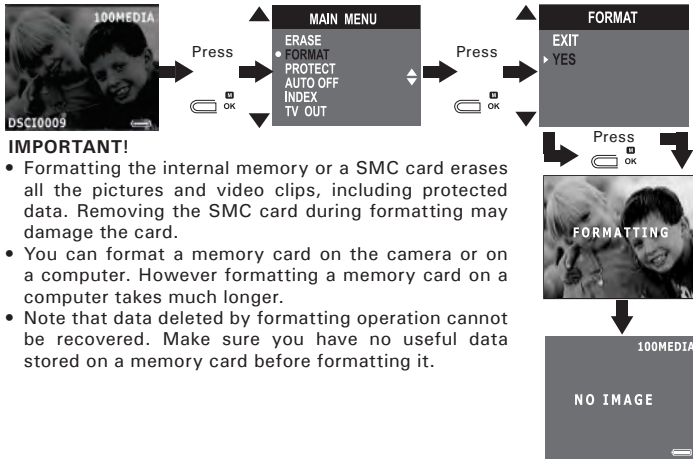 100MEDIA
DSCI0009
Press
M
OK
MAIN MENU
ERASE
FORMAT
PROTECT
AUTO OFF
INDEX
TV OUT
Press
M
OK
FORMAT
EXIT
YES
Press
M
OK
FORMATTING
100MEDIA
NO IMAGE
IMPORTANT!
• Formatting the internal memory or a SMC card erases
all the pictures and video clips, including protected
data. Removing the SMC card during formatting may
damage the card.
• You can format a memory card on the camera or on
a computer. However formatting a memory card on a
computer takes much longer.
• Note that data deleted by formatting operation cannot
be recovered. Make sure you have no useful data
stored on a memory card before formatting it.